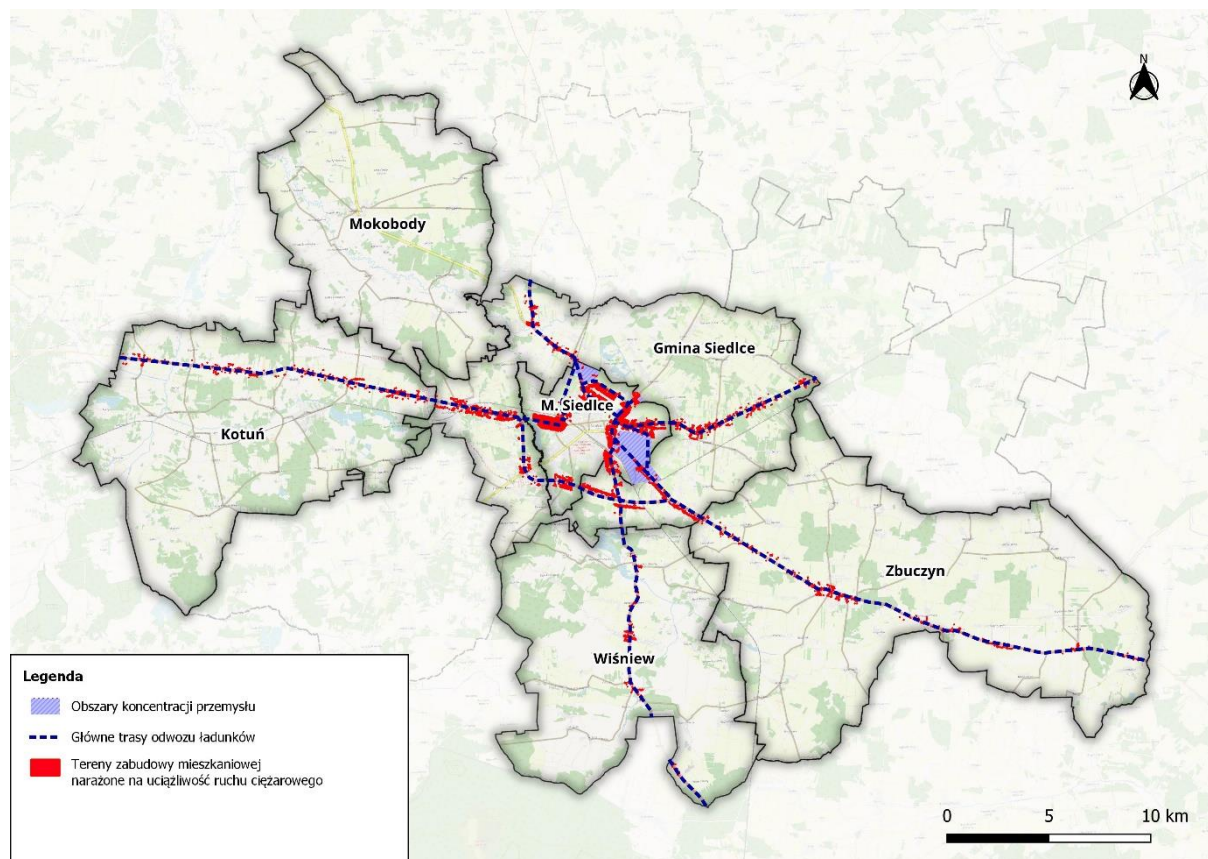 N
Mokobody
Gmina Siedlce
M. Siedlce
Kotuń
Zbuczyn
Wiśniew
Legenda
Obszary koncentracji przemysłu
Główne trasy odwozu ładunków
Tereny zabudowy mieszkaniowej
narażone na uciążliwość ruchu ciężarowego
0 5 10 km